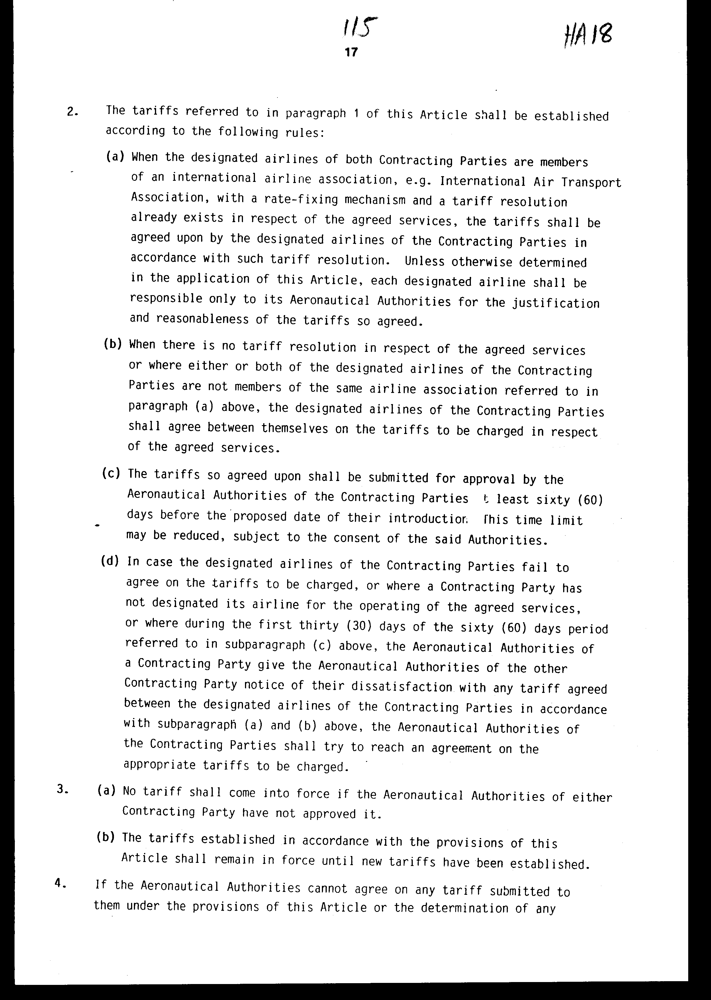 115
HA 18
17
2. The tariffs referred to in paragraph 1 of this Article shall be established
according to the following rules:
(a) When the designated airlines of both Contracting Parties are members
of an international airline association, e.g. International Air Transport
Association, with a rate-fixing mechanism and a tariff resolution
already exists in respect of the agreed services, the tariffs shall be
agreed upon by the designated airlines of the Contracting Parties in
accordance with such tariff resolution. Unless otherwise determined
in the application of this Article, each designated airline shall be
responsible only to its Aeronautical Authorities for the justification
and reasonableness of the tariffs so agreed.
(b) When there is no tariff resolution in respect of the agreed services
or where either or both of the designated airlines of the Contracting
Parties are not members of the same airline association referred to in
paragraph (a) above, the designated airlines of the Contracting Parties
shall agree between themselves on the tariffs to be charged in respect
of the agreed services.
(c) The tariffs so agreed upon shall be submitted for approval by the
Aeronautical Authorities of the Contracting Parties t least sixty (60)
days before the proposed date of their introduction This time limit
may be reduced, subject to the consent of the said Authorities.
(d) In case the designated airlines of the Contracting Parties fail to
agree on the tariffs to be charged, or where a Contracting Party has
not designated its airline for the operating of the agreed services,
or where during the first thirty (30) days of the sixty (60) days period
referred to in subparagraph (c) above, the Aeronautical Authorities of
a Contracting Party give the Aeronautical Authorities of the other
Contracting Party notice of their dissatisfaction with any tariff agreed
between the designated airlines of the Contracting Parties in accordance
with subparagraph (a) and (b) above, the Aeronautical Authorities of
the Contracting Parties shall try to reach an agreement on the
appropriate tariffs to be charged.
3. (a) No tariff shall come into force if the Aeronautical Authorities of either
Contracting Party have not approved it.
(b) The tariffs established in accordance with the provisions of this
Article shall remain in force until new tariffs have been established.
4. If the Aeronautical Authorities cannot agree on any tariff submitted to
them under the provisions of this Article or the determination of any